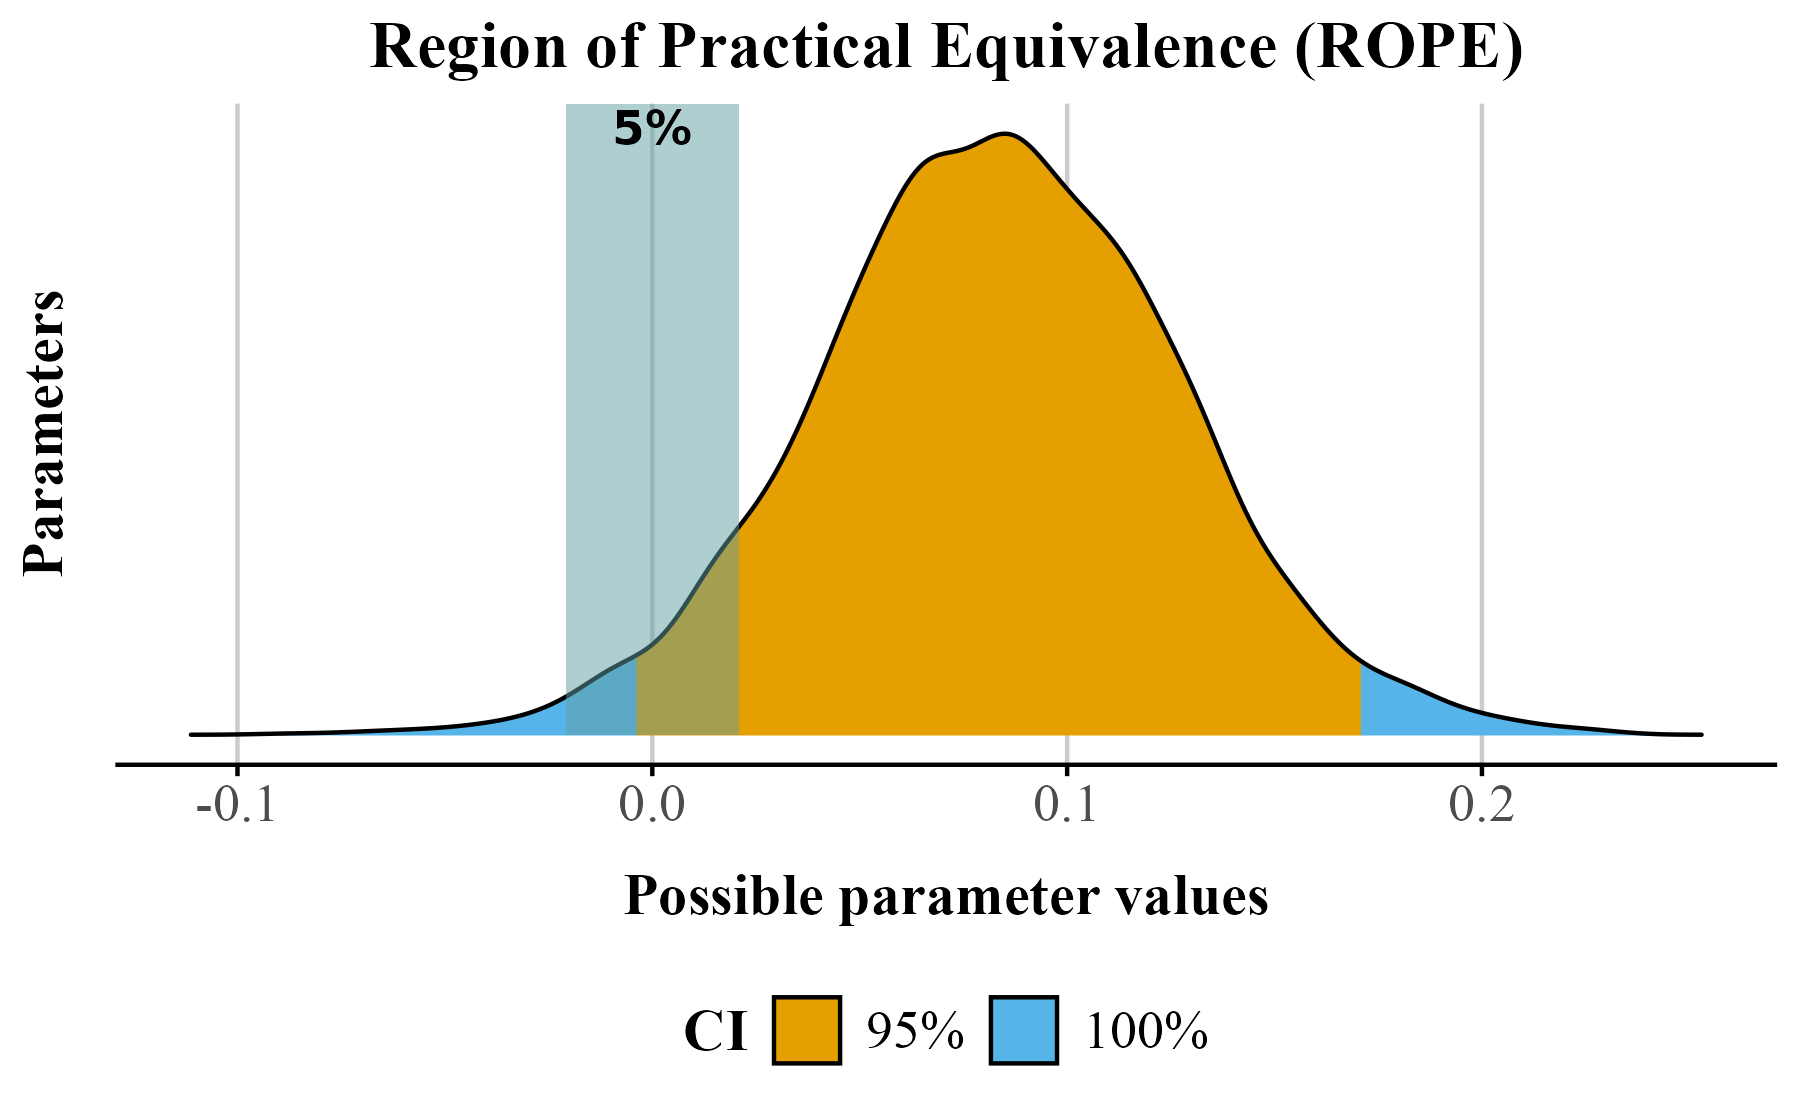 Region of Practical Equivalence (ROPE)
5%
Parameters
-0.1 0.0 0.1 0.2
Possible parameter values
CI 95% 100%